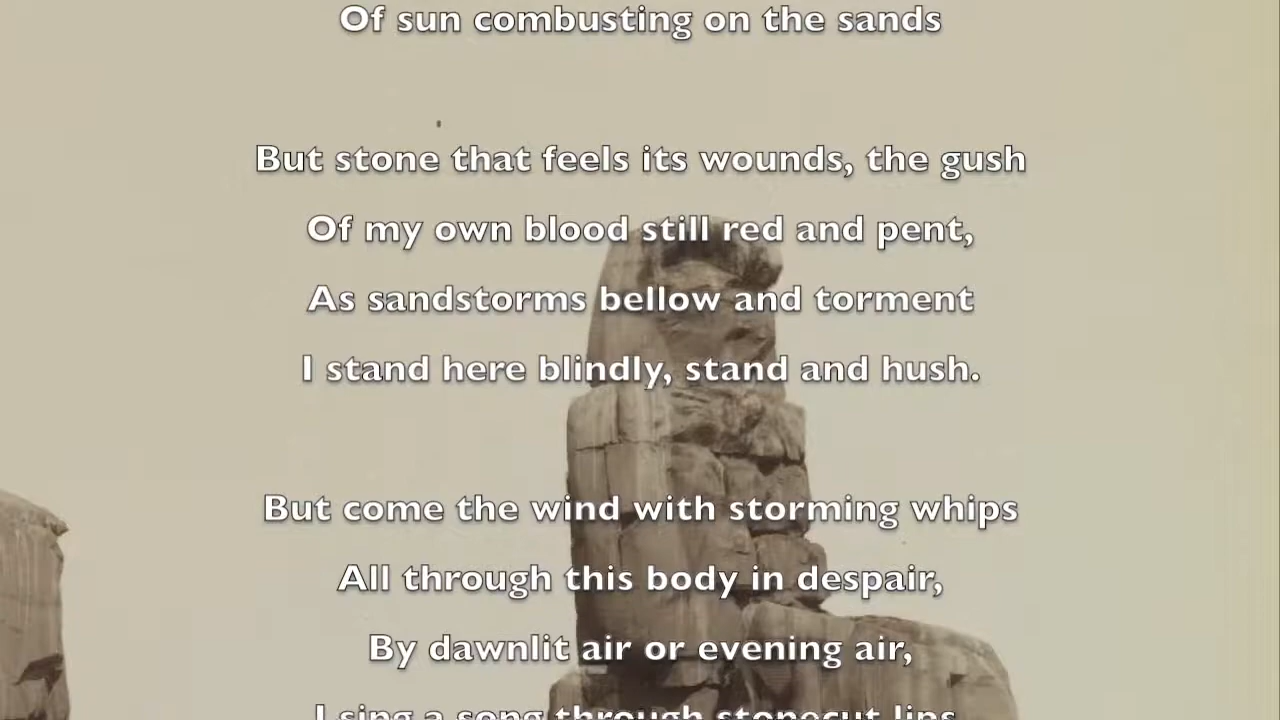 Of sun combusting on the sands
But stone that feels its wounds, the gush
Of my own blood still red and pent,
As sandstorms bellow and torment
I stand here blindly, stand and hush.
But come the wind with storming whips
All through this body in despair,
By dawnlit air or evening air,
I sing a song through stonecut lips